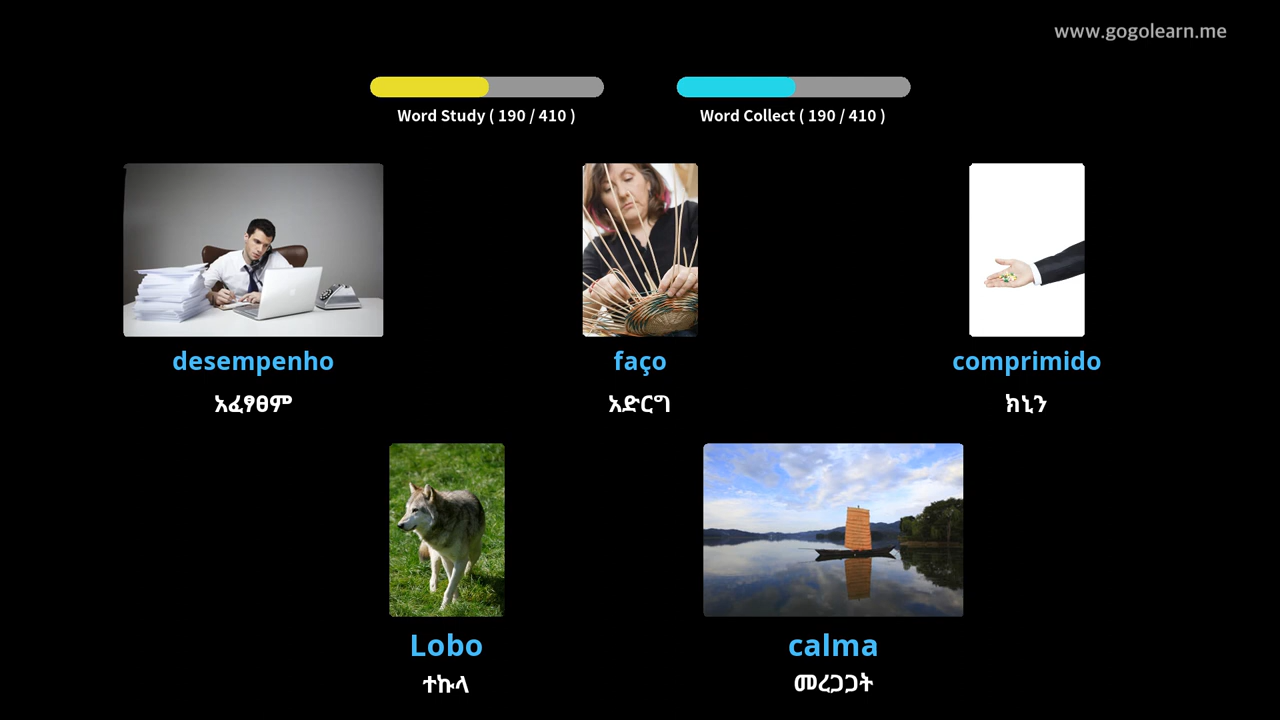 www.gogolearn.me
Word Study ( 190 / 410 )
Word Collect ( 190 / 410 )
desempenho
አፈፃፀም
faço
አድርግ
comprimido
ክኒን
Lobo
ተኩላ
calma
መረጋጋት